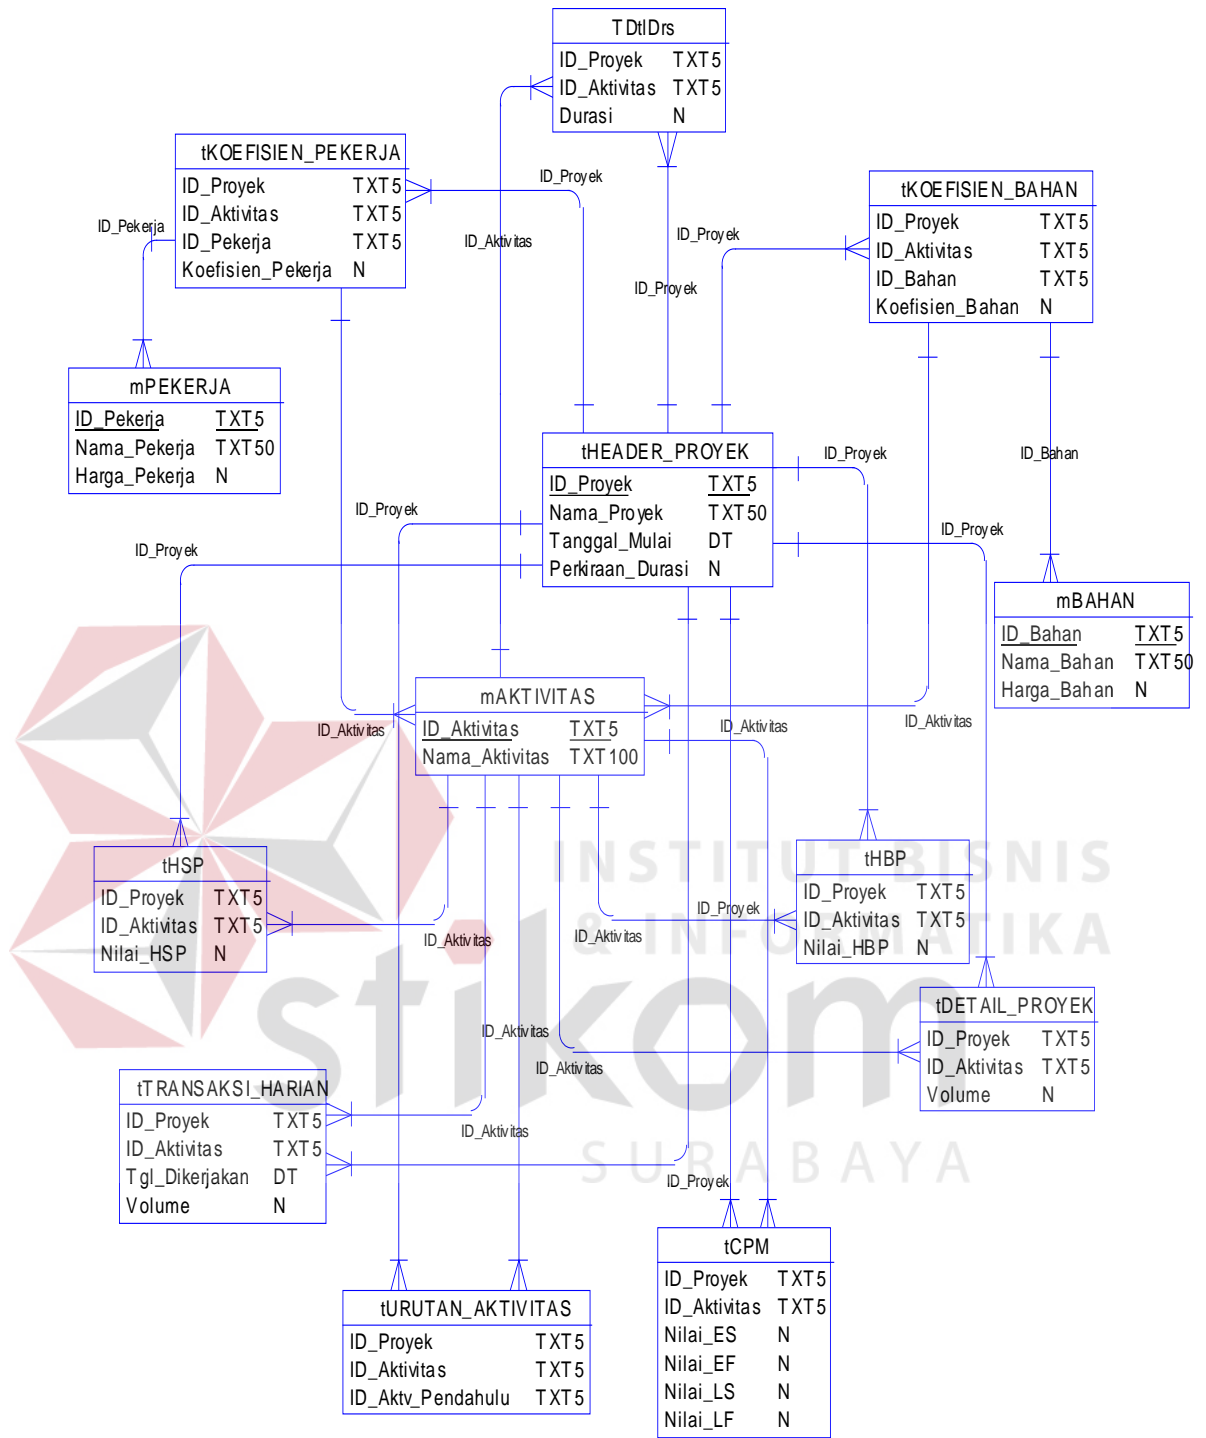 TDtlDrs
ID_Proyek TXT5
ID_Aktivitas TXT5
Durasi N
tKOEFISIEN_PEKERJA
ID_Proyek TXT5
ID_Aktivitas TXT5
ID_Pekerja TXT5
Koefisien_Pekerja N
ID_Proyek
tKOEFISIEN_BAHAN
ID_Proyek TXT5
ID_Aktivitas TXT5
ID_Bahan TXT5
Koefisien_Bahan N
ID_Pekerja
ID_Aktivitas
ID_Proyek
ID_Proyek
mPEKERJA
ID_Pekerja TXT5
Nama_Pekerja TXT50
Harga_Pekerja N
tHEADER_PROYEK
ID_Proyek TXT5
Nama_Proyek TXT50
Tanggal_Mulai DT
Perkiraan_Durasi N
ID_Proyek
ID_Bahan
ID_Proyek
ID_Proyek
ID_Proyek
mBAHAN
ID_Bahan TXT5
Nama_Bahan TXT50
Harga_Bahan N
mAKTIVITAS
ID_Aktivitas TXT5
Nama_Aktivitas TXT100
ID_Aktivitas
ID_Aktivitas
ID_Aktivitas
tHSP
ID_Proyek TXT5
ID_Aktivitas TXT5
Nilai_HSP N
tHBP
ID_Proyek TXT5
ID_Aktivitas TXT5
Nilai_HBP N
INSTITUT BISNIS
& INFORMATIKA
stikom
SURABAYA
ID_Proyek
ID_Aktivitas
ID_Aktivitas
tDETAIL_PROYEK
ID_Proyek TXT5
ID_Aktivitas TXT5
Volume N
ID_Aktivitas
ID_Aktivitas
tTRANSAKSI_HARIAN
ID_Proyek TXT5
ID_Aktivitas TXT5
Tgl_Dikerjakan DT
Volume N
ID_Aktivitas
ID_Proyek
tCPM
ID_Proyek TXT5
ID_Aktivitas TXT5
Nilai_ES N
Nilai_EF N
Nilai_LS N
Nilai_LF N
tURUTAN_AKTIVITAS
ID_Proyek TXT5
ID_Aktivitas TXT5
ID_Aktv_Pendahulu TXT5